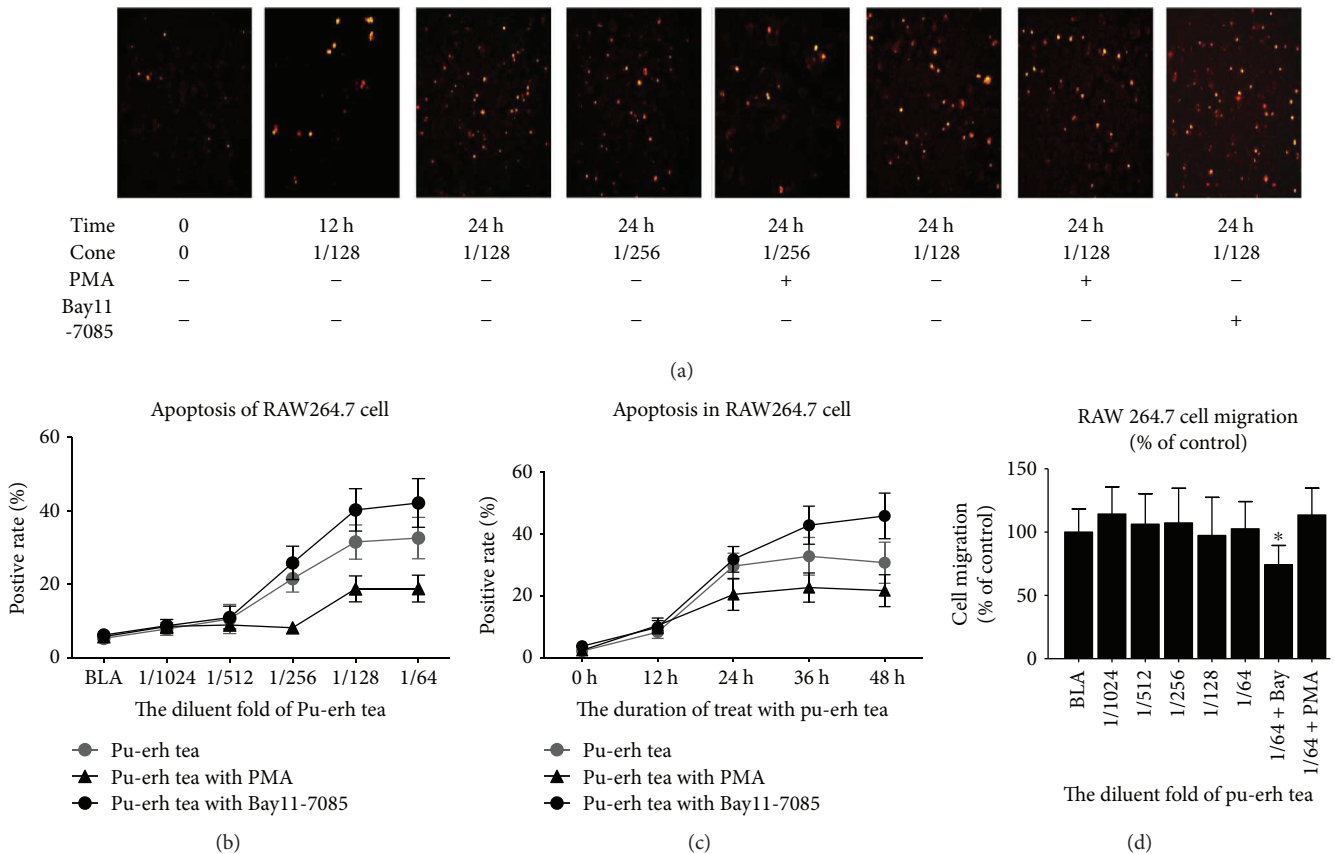 Time 0 12 h 24 h 24 h 24 h 24 h 24 h 24 h
Cone 0 1/128 1/128 1/256 1/256 1/128 1/128 1/128
PMA − − − − + − + −
Bay11
-7085 − − − − − − − +
(a)
Apoptosis of RAW264.7 cell
Postive rate (%)
60
40
20
0
BLA 1/1024 1/512 1/256 1/128 1/64
The diluent fold of Pu-erh tea
Pu-erh tea
Pu-erh tea with PMA
Pu-erh tea with Bay11-7085
(b)
Apoptosis in RAW264.7 cell
Positive rate (%)
60
40
20
0
0 h 12 h 24 h 36 h 48 h
The duration of treat with pu-erh tea
Pu-erh tea
Pu-erh tea with PMA
Pu-erh tea with Bay11-7085
(c)
RAW 264.7 cell migration
(% of control)
Cell migration
(% of control)
150
100
50
0
*
BLA
1/1024
1/512
1/256
1/128
1/64
1/64 + Bay
1/64 + PMA
The diluent fold of pu-erh tea
(d)